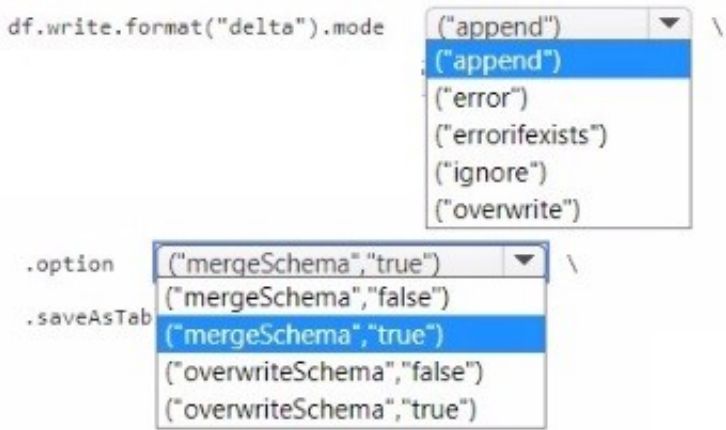 df.write.format("delta").mode ("append") \
("append")
("error")
("errorifexists")
("ignore")
("overwrite")
.option ("mergeSchema","true") \
("mergeSchema","false")
.saveAsTab
("mergeSchema","true")
("overwriteSchema","false")
("overwriteSchema","true")